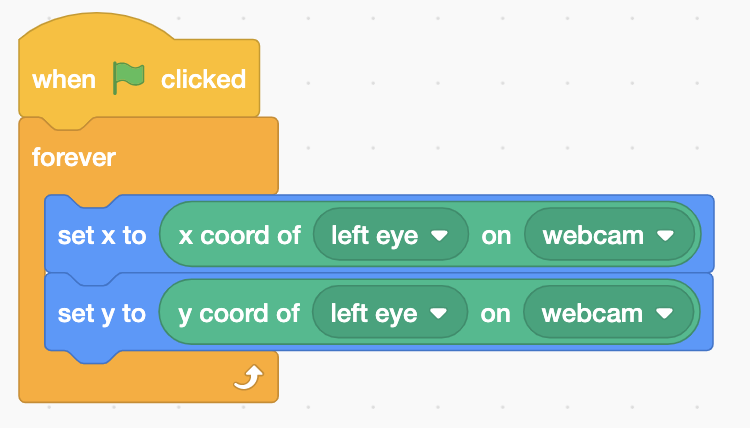 when clicked
forever
set x to x coord of left eye on webcam
set y to y coord of left eye on webcam